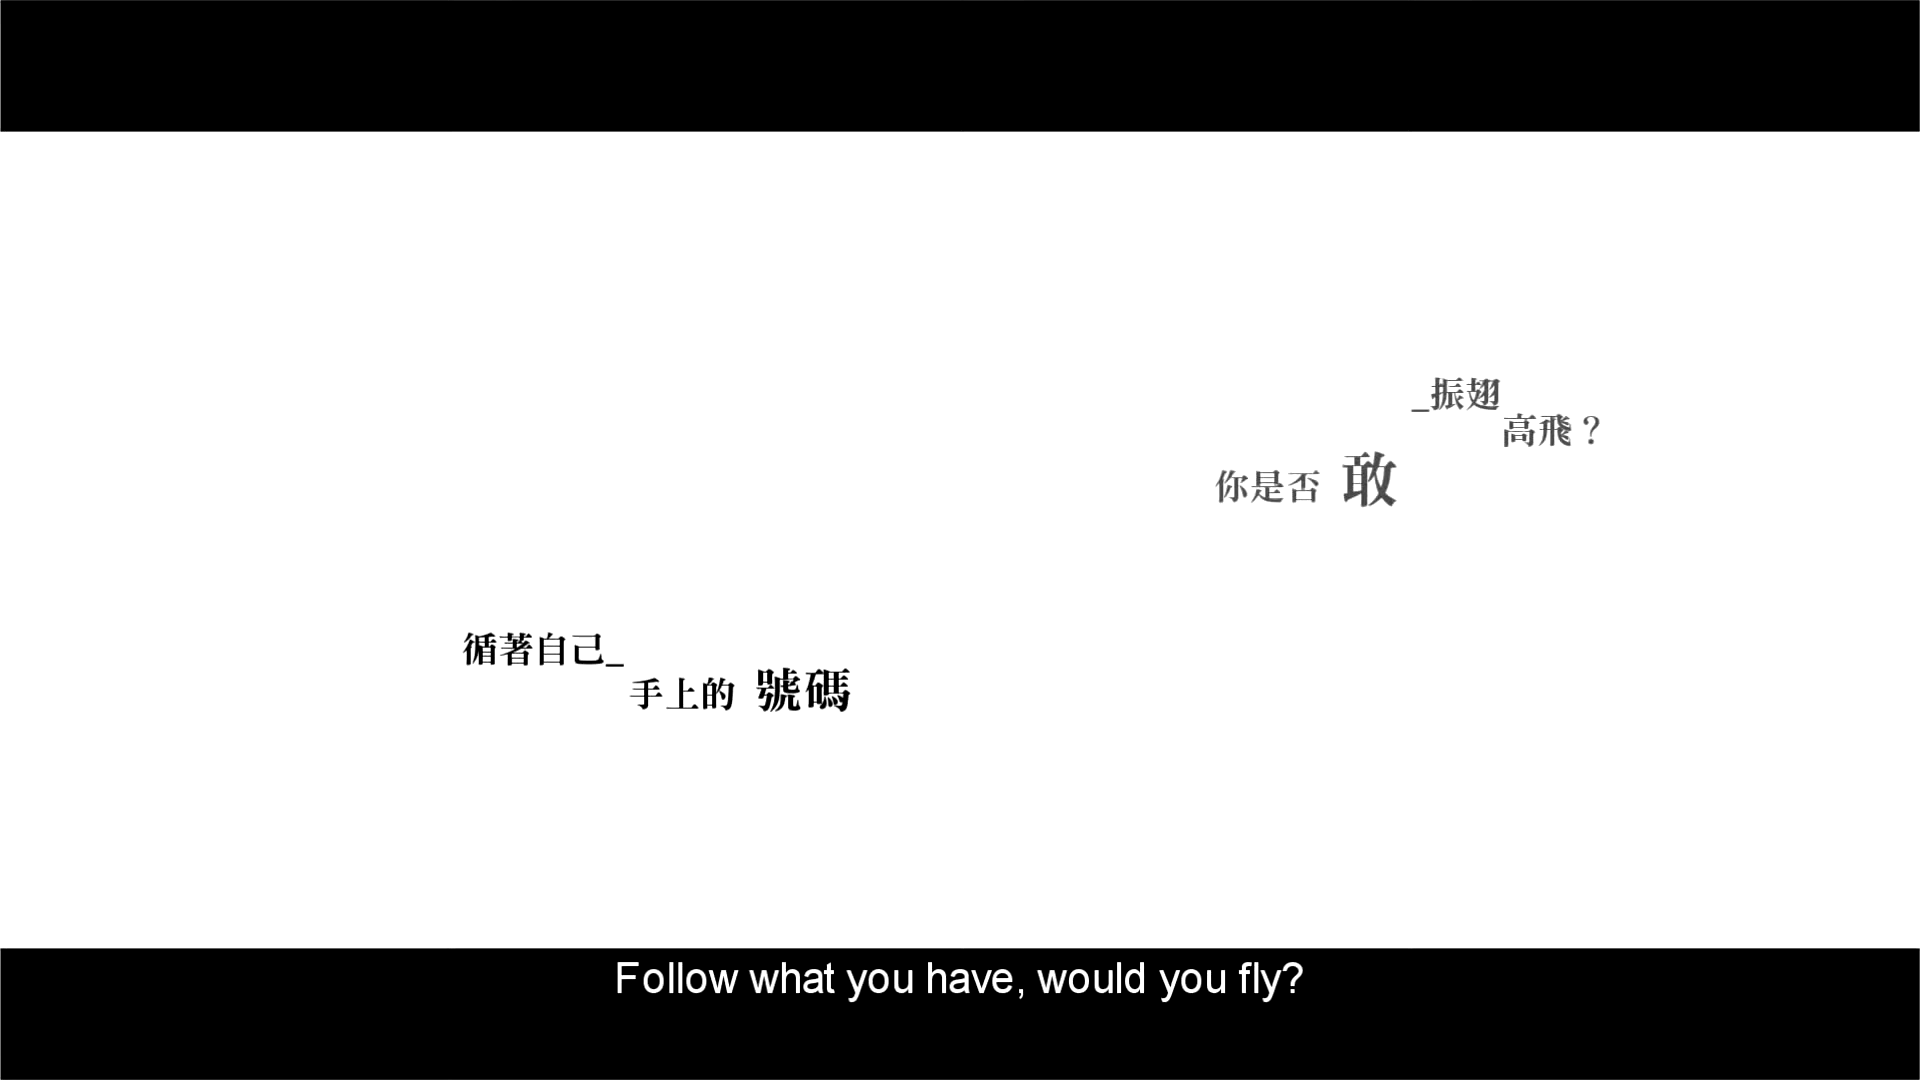 循著自己_
手上的 號碼
你是否 敢
_振翅
高飛？
Follow what you have, would you fly?